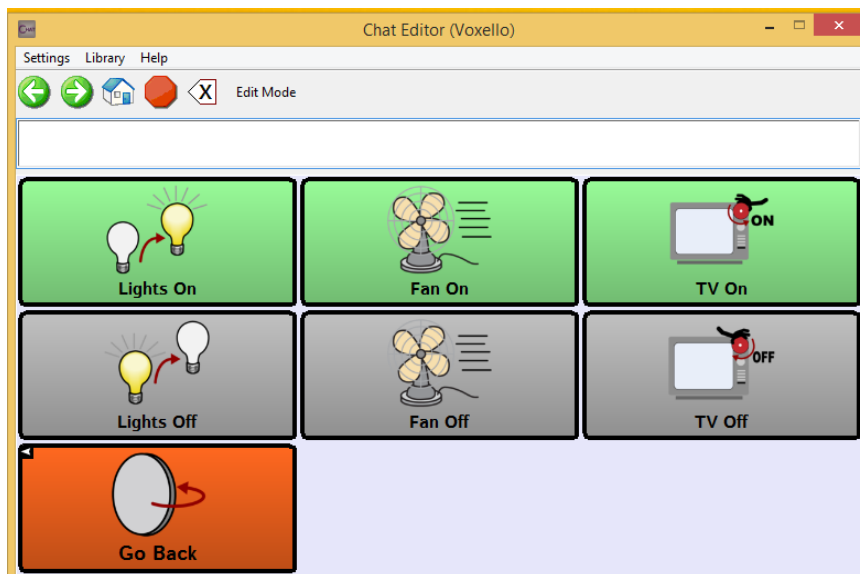 Chat
Chat Editor (Voxello)
Settings Library Help
X Edit Mode
Lights On
Fan On
ON
TV On
Lights Off
Fan Off
OFF
TV Off
Go Back